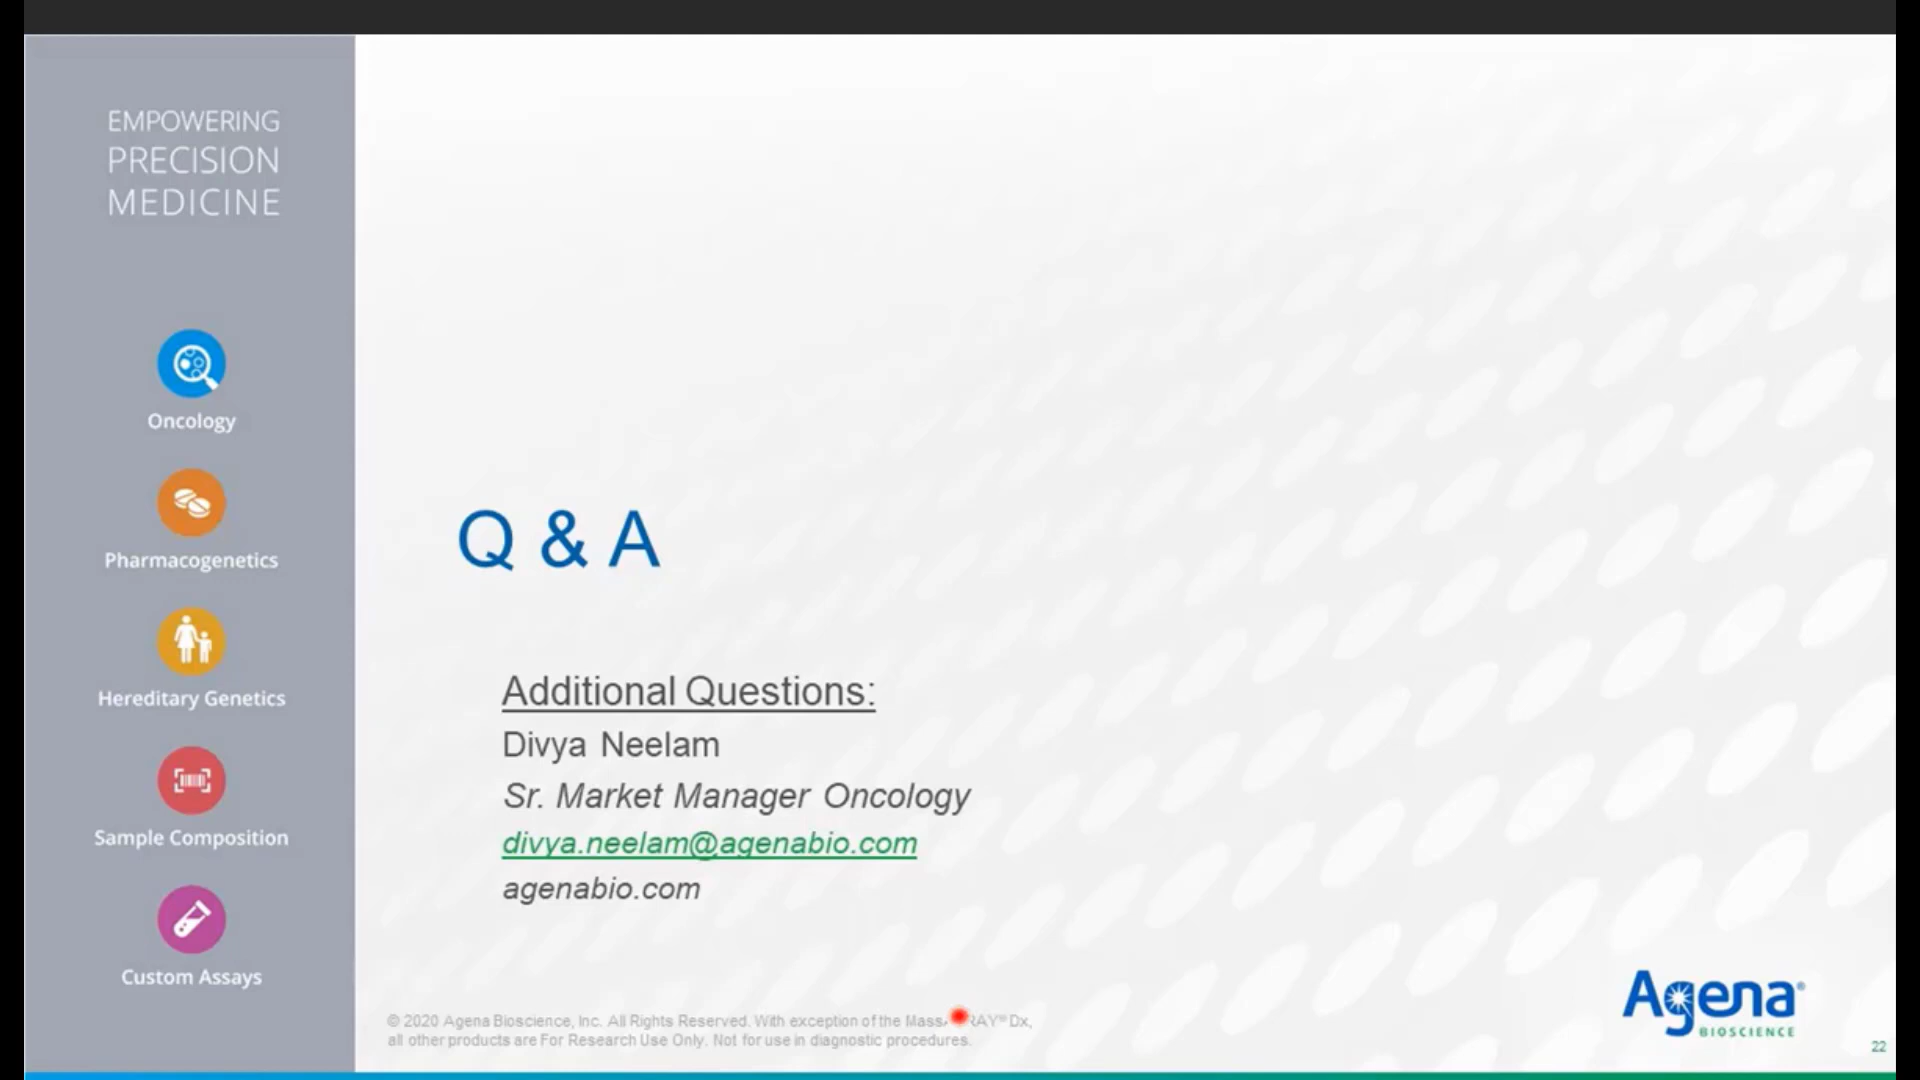 EMPOWERING
PRECISION
MEDICINE
Oncology
Pharmacogenetics
Hereditary Genetics
Sample Composition
Custom Assays
Q & A
Additional Questions:
Divya Neelam
Sr. Market Manager Oncology
divya.neelam@agenabio.com
agenabio.com
© 2020 Agena Bioscience, Inc. All Rights Reserved. With exception of the Mass RAY® Dx,
all other products are For Research Use Only. Not for use in diagnostic procedures.
Agena®
BIOSCIENCE
22